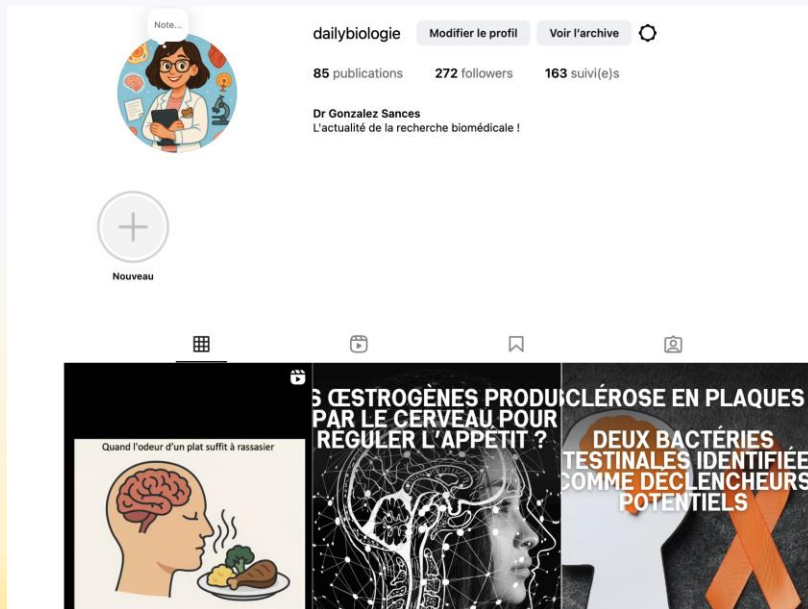 Note...
dailybiologie Modifier le profil Voir l'archive
85 publications 272 followers 163 suivi(e)s
Dr Gonzalez Sances
L'actualité de la recherche biomédicale !
Nouveau
Quand l'odeur d'un plat suffit à rassasier
S ŒSTROGÈNES PRODU
PAR LE CERVEAU POUR
RÉGULER L'APPÉTIT ?
SCLÉROSE EN PLAQUES
DEUX BACTÉRIES
TESTINALES IDENTIFIÉE
COMME DÉCLENCHEURS
POTENTIELS